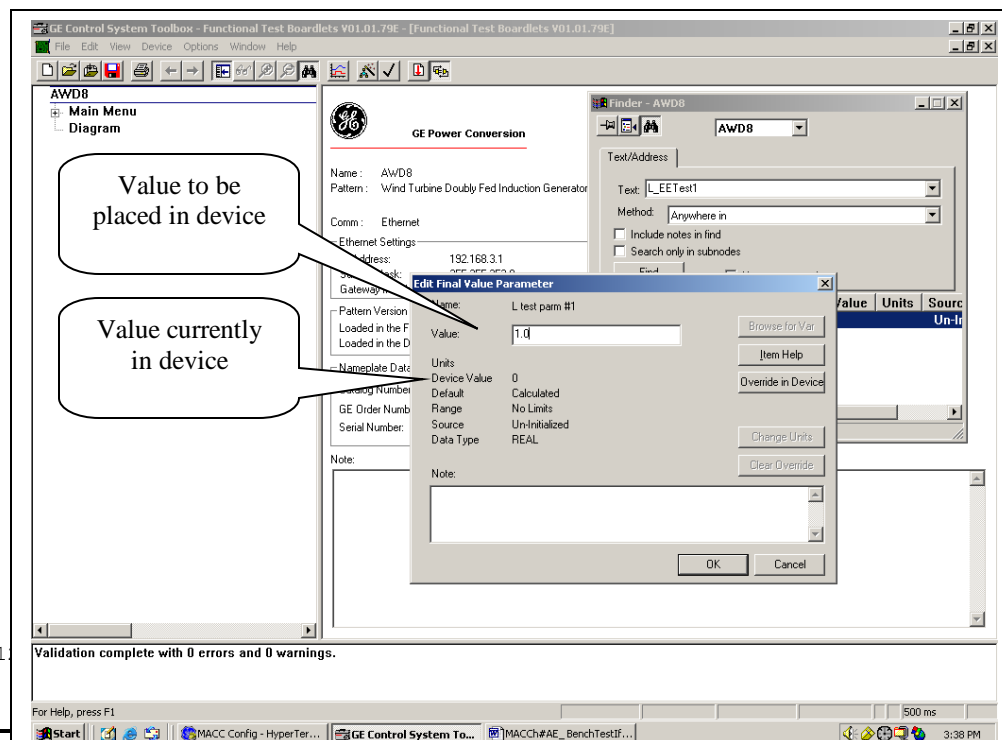 GE Control System Toolbox - Functional Test Boardlets V01.01.79E - [Functional Test Boardlets V01.01.79E]
File Edit View Device Options Window Help
AWD8
Main Menu
Diagram
Value to be
placed in device
Value currently
in device
GE Power Conversion
Name : AWD8
Pattern : Wind Turbine Doubly Fed Induction Generator
Comm : Ethernet
Ethernet Settings
192.168.3.1
Gateway
Pattern Version
Loaded in the F
Loaded in the D
Nameplate Data
GE Order Numb
Serial Number:
Note:
Finder - AWD8
AWD8
Text/Address
Text: L_EETest1
Method: Anywhere in
Include notes in find
Search only in subnodes
Find
Value Units Sourc
Un-In
Edit Final Value Parameter
Name: L test parm #1
Value: 1.0
Browse for Var
Item Help
Override in Device
Units
Device Value 0
Default Calculated
Range No Limits
Source Un-Initialized
Data Type REAL
Change Units
Clear Override
Note:
OK Cancel
Validation complete with 0 errors and 0 warnings.
For Help, press F1
500 ms
Start MACC Config - HyperTer... GE Control System To... MACCh#AE_BenchTestIf... 3:38 PM